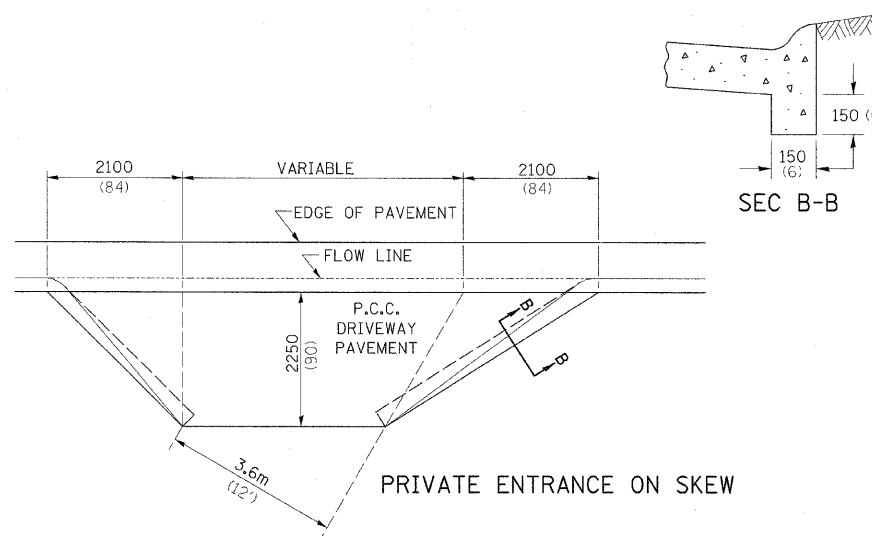 150
150
(6)
SEC B-B
2100
(84)
VARIABLE
2100
(84)
EDGE OF PAVEMENT
FLOW LINE
P.C.C.
DRIVEWAY
PAVEMENT
2250
(90)
B
B
3.6m
(12')
PRIVATE ENTRANCE ON SKEW